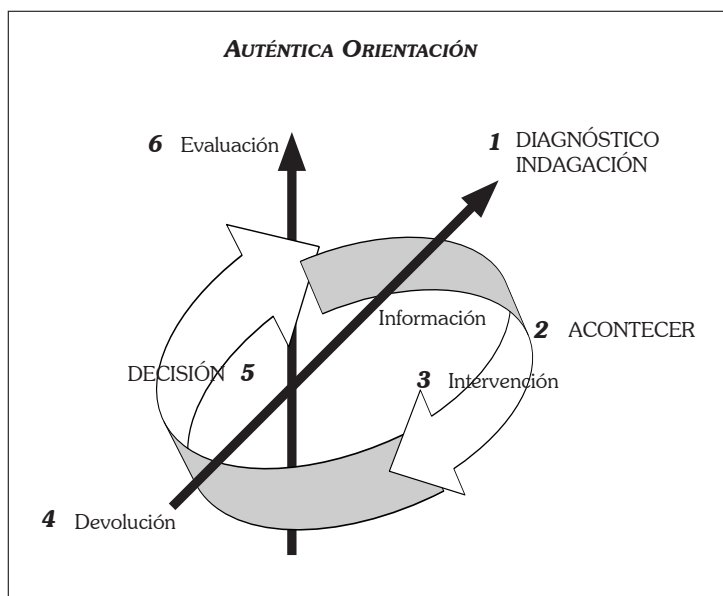 AUTÉNTICA ORIENTACIÓN
6 Evaluación
1 DIAGNÓSTICO
INDAGACIÓN
Información
2 ACONTECER
DECISIÓN 5
3 Intervención
4 Devolución